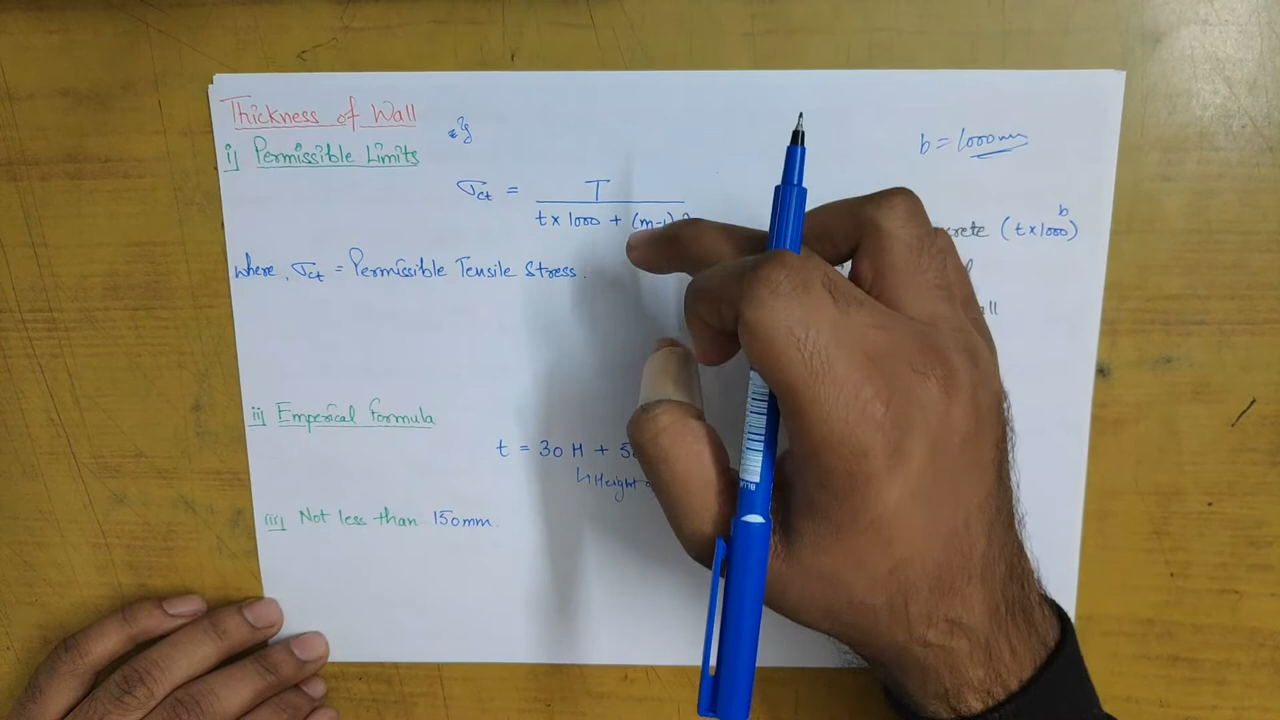 Thickness of Wall
i] Permissible Limits
b = 1000mm
σct = T
t x 1000 + (m-1)
(t x 1000)
b
where, σct = Permissible Tensile Stress.
ii] Emperical Formula
t = 30 H + 5
↳ Height
iii] Not less than 150mm.
BLUE